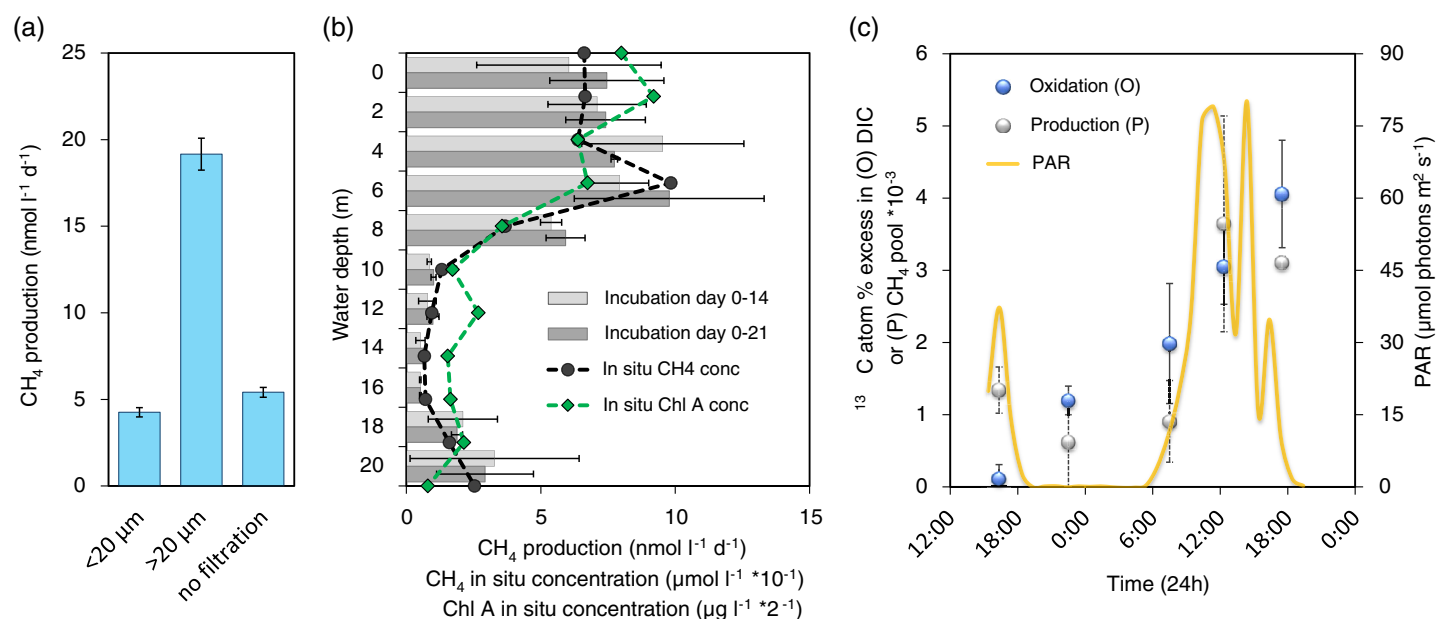 (a)
25
20
15
10
5
0
CH₄ production (nmol l⁻¹ d⁻¹)
<20 µm
>20 µm
no filtration
(b)
0
2
4
6
8
10
12
14
16
18
20
Water depth (m)
Incubation day 0-14
Incubation day 0-21
In situ CH4 conc
In situ Chl A conc
0
5
10
15
CH₄ production (nmol l⁻¹ d⁻¹)
CH₄ in situ concentration (µmol l⁻¹ *10⁻¹)
Chl A in situ concentration (µg l⁻¹ *2⁻¹)
(c)
6
5
4
3
2
1
0
¹³C atom % excess in (O) DIC
or (P) CH₄ pool *10⁻³
Oxidation (O)
Production (P)
PAR
90
75
60
45
30
15
0
PAR (µmol photons m² s⁻¹)
12:00
18:00
0:00
6:00
12:00
18:00
0:00
Time (24h)